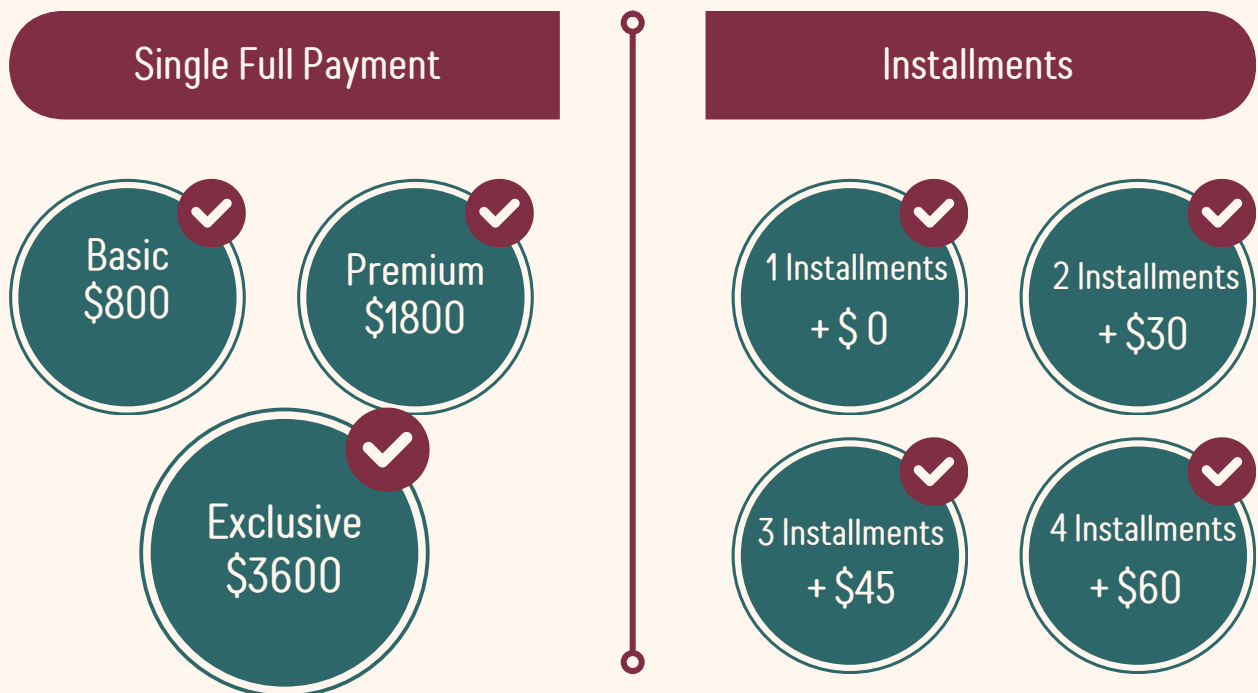 Single Full Payment
Basic
$800
Premium
$1800
Exclusive
$3600
Installments
1 Installments
+ $ 0
2 Installments
+ $30
3 Installments
+ $45
4 Installments
+ $60